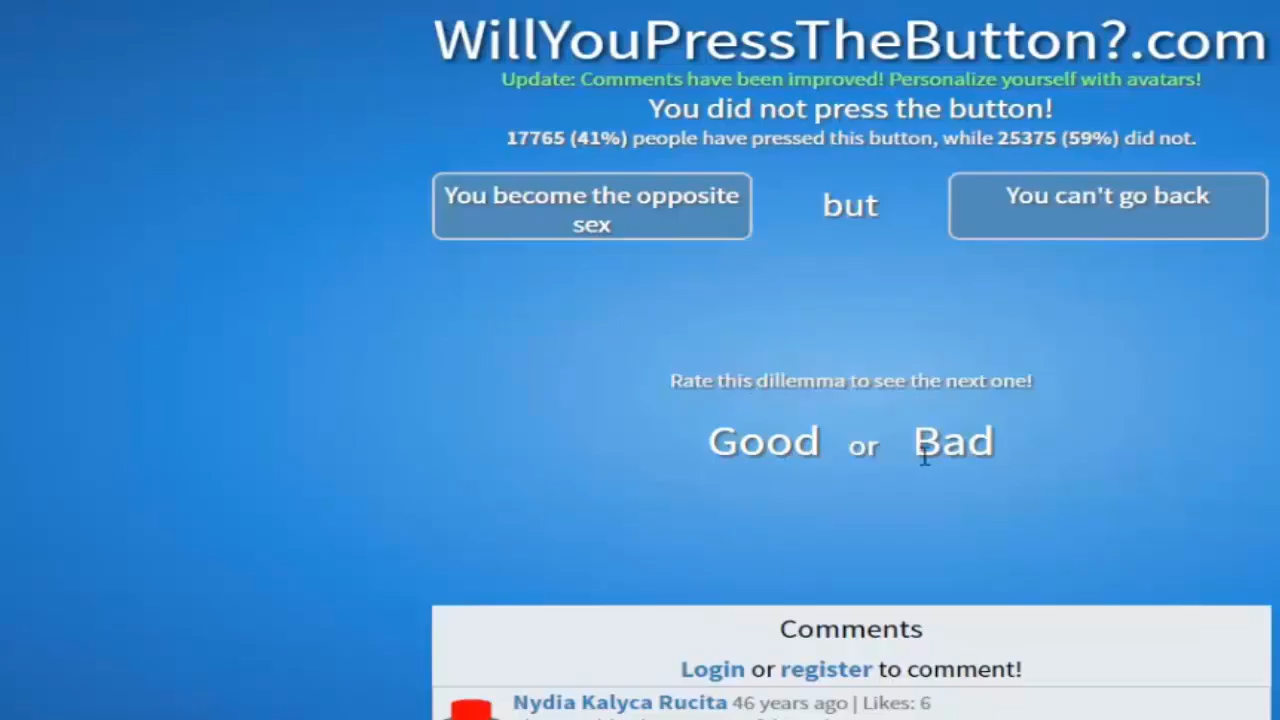 WillYouPressTheButton?.com
Update: Comments have been improved! Personalize yourself with avatars!
You did not press the button!
17765 (41%) people have pressed this button, while 25375 (59%) did not.
You become the opposite
sex
but
You can't go back
Rate this dillemma to see the next one!
Good or Bad
Comments
Login or register to comment!
Nydia Kalyca Rucita 46 years ago | Likes: 6